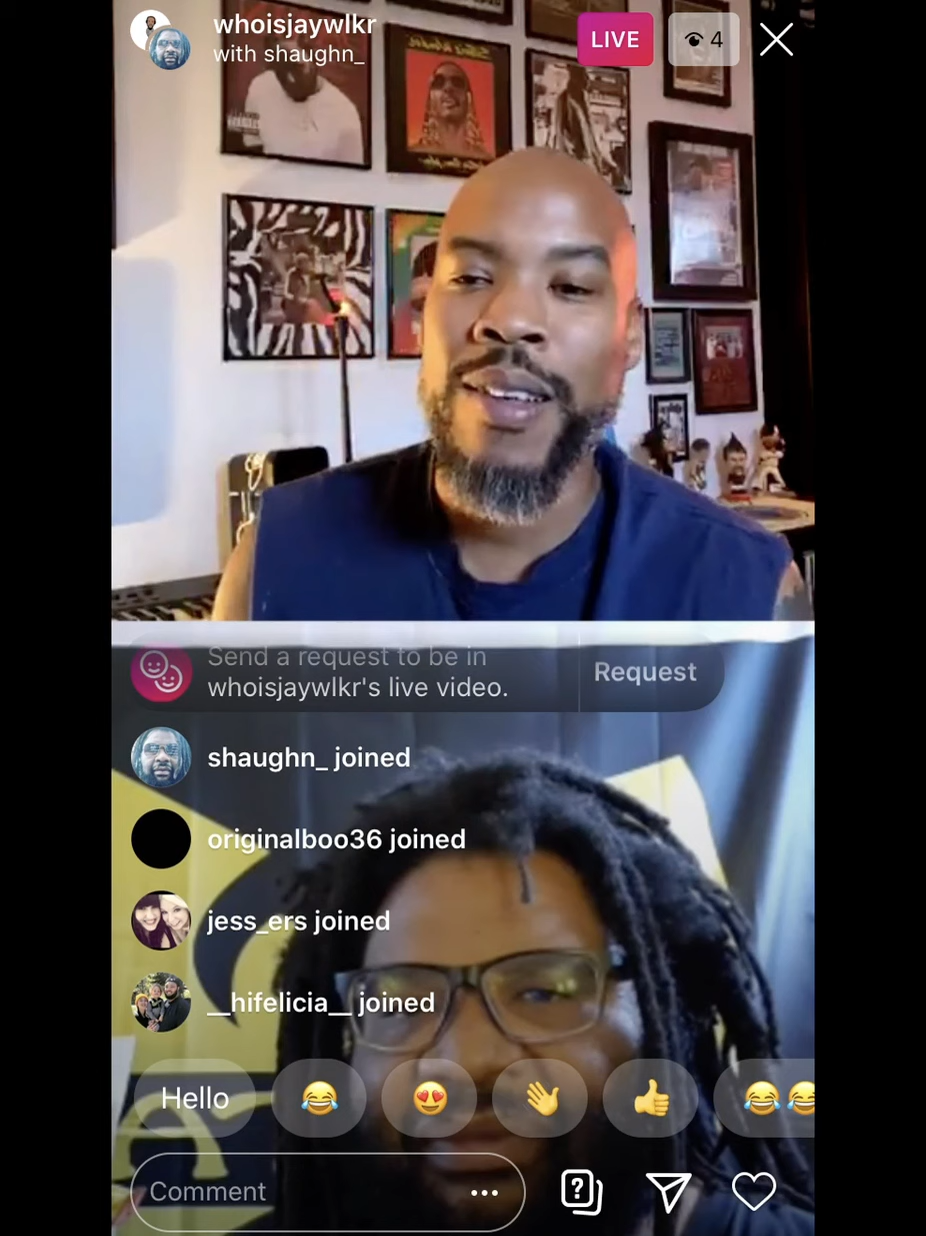 whoisjaywlkr
with shaughn_
LIVE
4
Send a request to be in
whoisjaywlkr's live video.
Request
shaughn_ joined
originalboo36 joined
jess_ers joined
__hifelicia__ joined
Hello
Comment